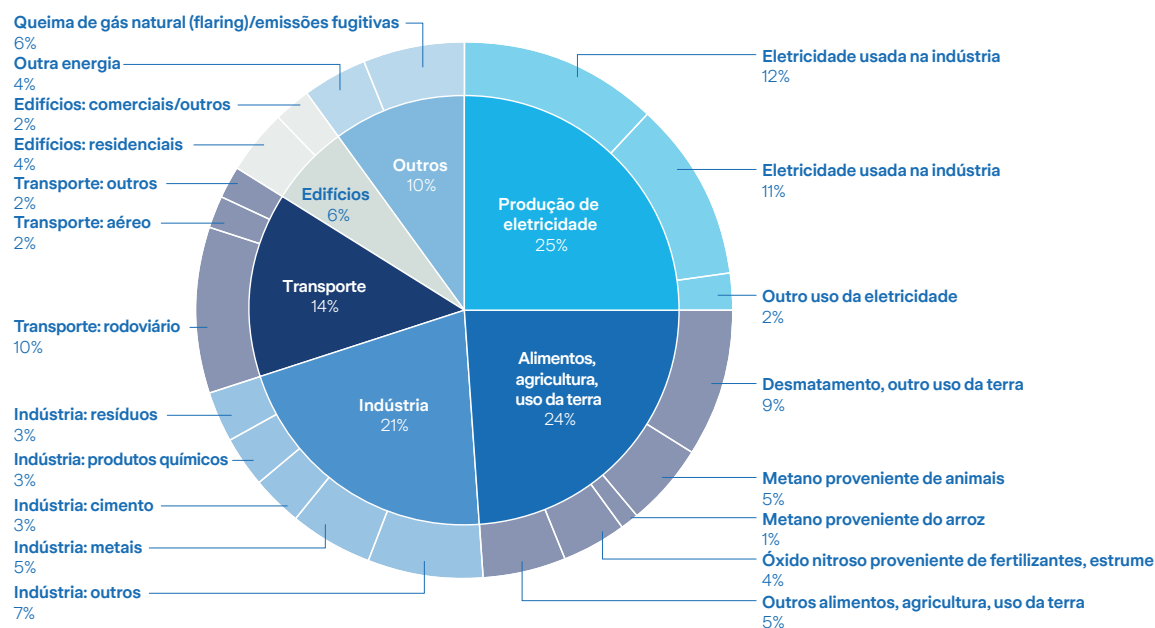 Queima de gás natural (flaring)/emissões fugitivas
6%
Outra energia
4%
Edifícios: comerciais/outros
2%
Edifícios: residenciais
4%
Transporte: outros
2%
Transporte: aéreo
2%
Transporte: rodoviário
10%
Indústria: resíduos
3%
Indústria: produtos químicos
3%
Indústria: cimento
3%
Indústria: metais
5%
Indústria: outros
7%
Outros
10%
Edifícios
6%
Transporte
14%
Indústria
21%
Produção de
eletricidade
25%
Alimentos,
agricultura,
uso da terra
24%
Eletricidade usada na indústria
12%
Eletricidade usada na indústria
11%
Outro uso da eletricidade
2%
Desmatamento, outro uso da terra
9%
Metano proveniente de animais
5%
Metano proveniente do arroz
1%
Óxido nitroso proveniente de fertilizantes, estrume
4%
Outros alimentos, agricultura, uso da terra
5%